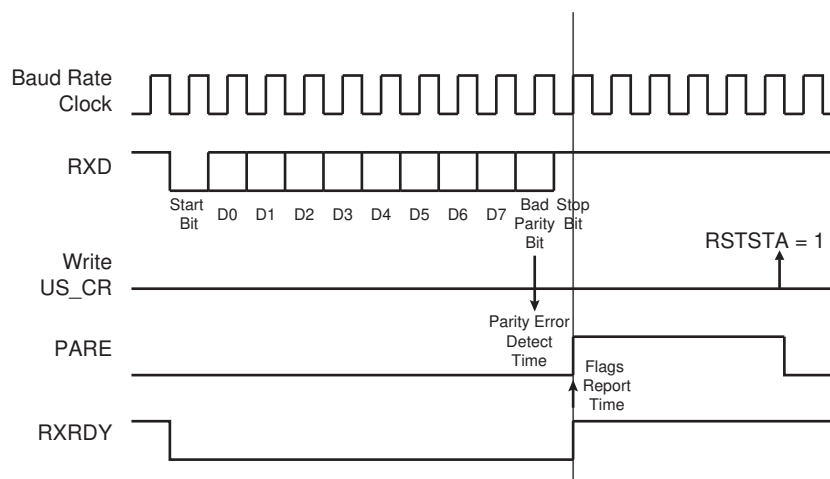 Baud Rate
Clock
RXD
Start
Bit
D0 D1 D2 D3 D4 D5 D6 D7
Bad
Parity
Bit
Stop
Bit
RSTSTA = 1
Write
US_CR
Parity Error
Detect
Time
PARE
Flags
Report
Time
RXRDY